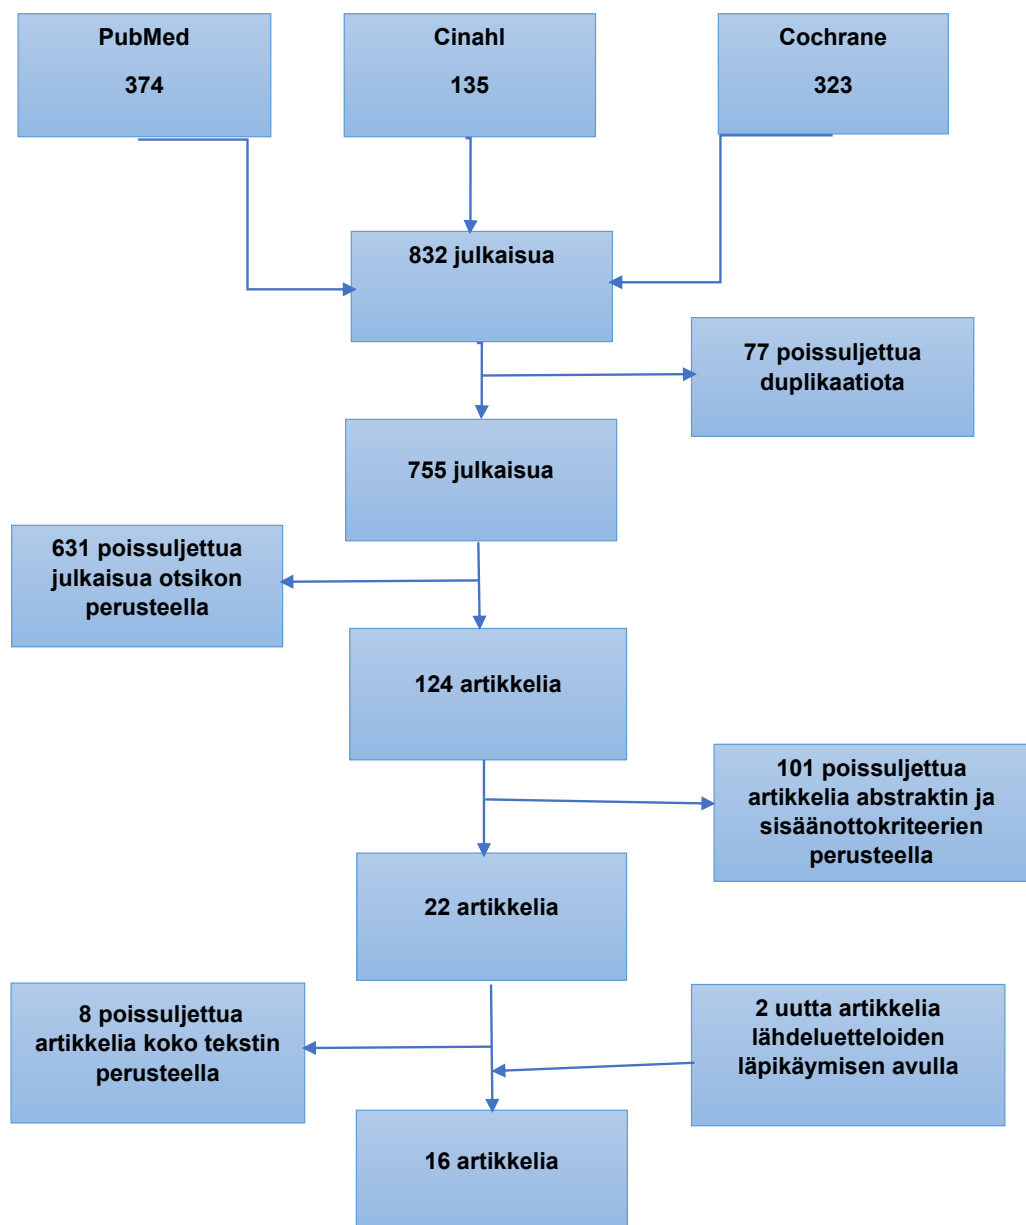 PubMed
374
Cinahl
135
Cochrane
323
832 julkaisua
77 poissuljettua
duplikaatiota
755 julkaisua
631 poissuljettua
julkaisua otsikon
perusteella
124 artikkelia
101 poissuljettua
artikkelia abstraktin ja
sisäänottokriteerien
perusteella
22 artikkelia
8 poissuljettua
artikkelia koko tekstin
perusteella
2 uutta artikkelia
lähdeluetteloiden
läpikäymisen avulla
16 artikkelia